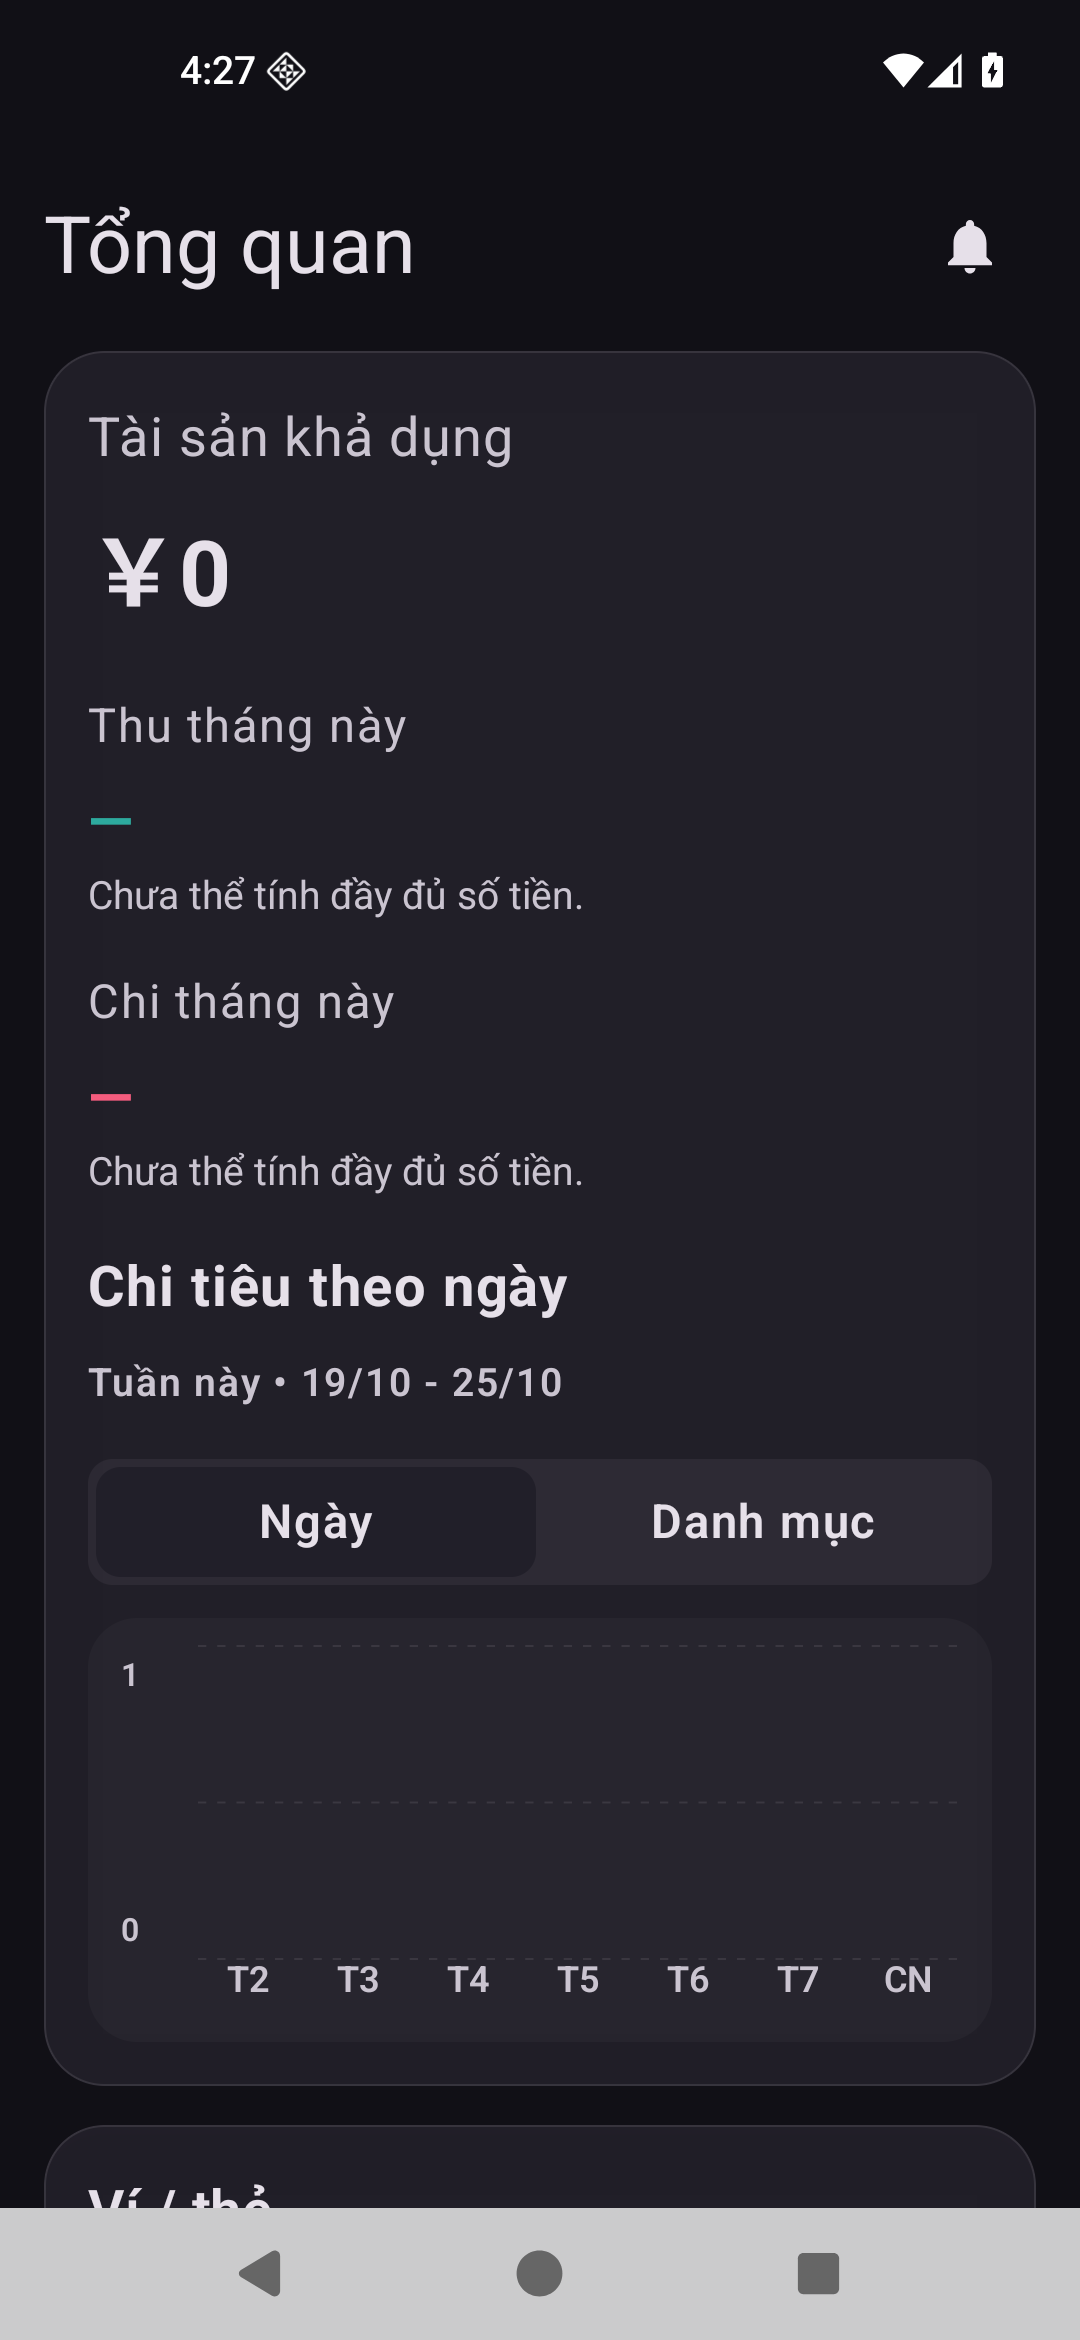 4:27
Tổng quan
Tài sản khả dụng
¥0
Thu tháng này
—
Chưa thể tính đầy đủ số tiền.
Chi tháng này
—
Chưa thể tính đầy đủ số tiền.
Chi tiêu theo ngày
Tuần này • 19/10 - 25/10
Ngày Danh mục
1
0
T2 T3 T4 T5 T6 T7 CN
Ví / thẻ